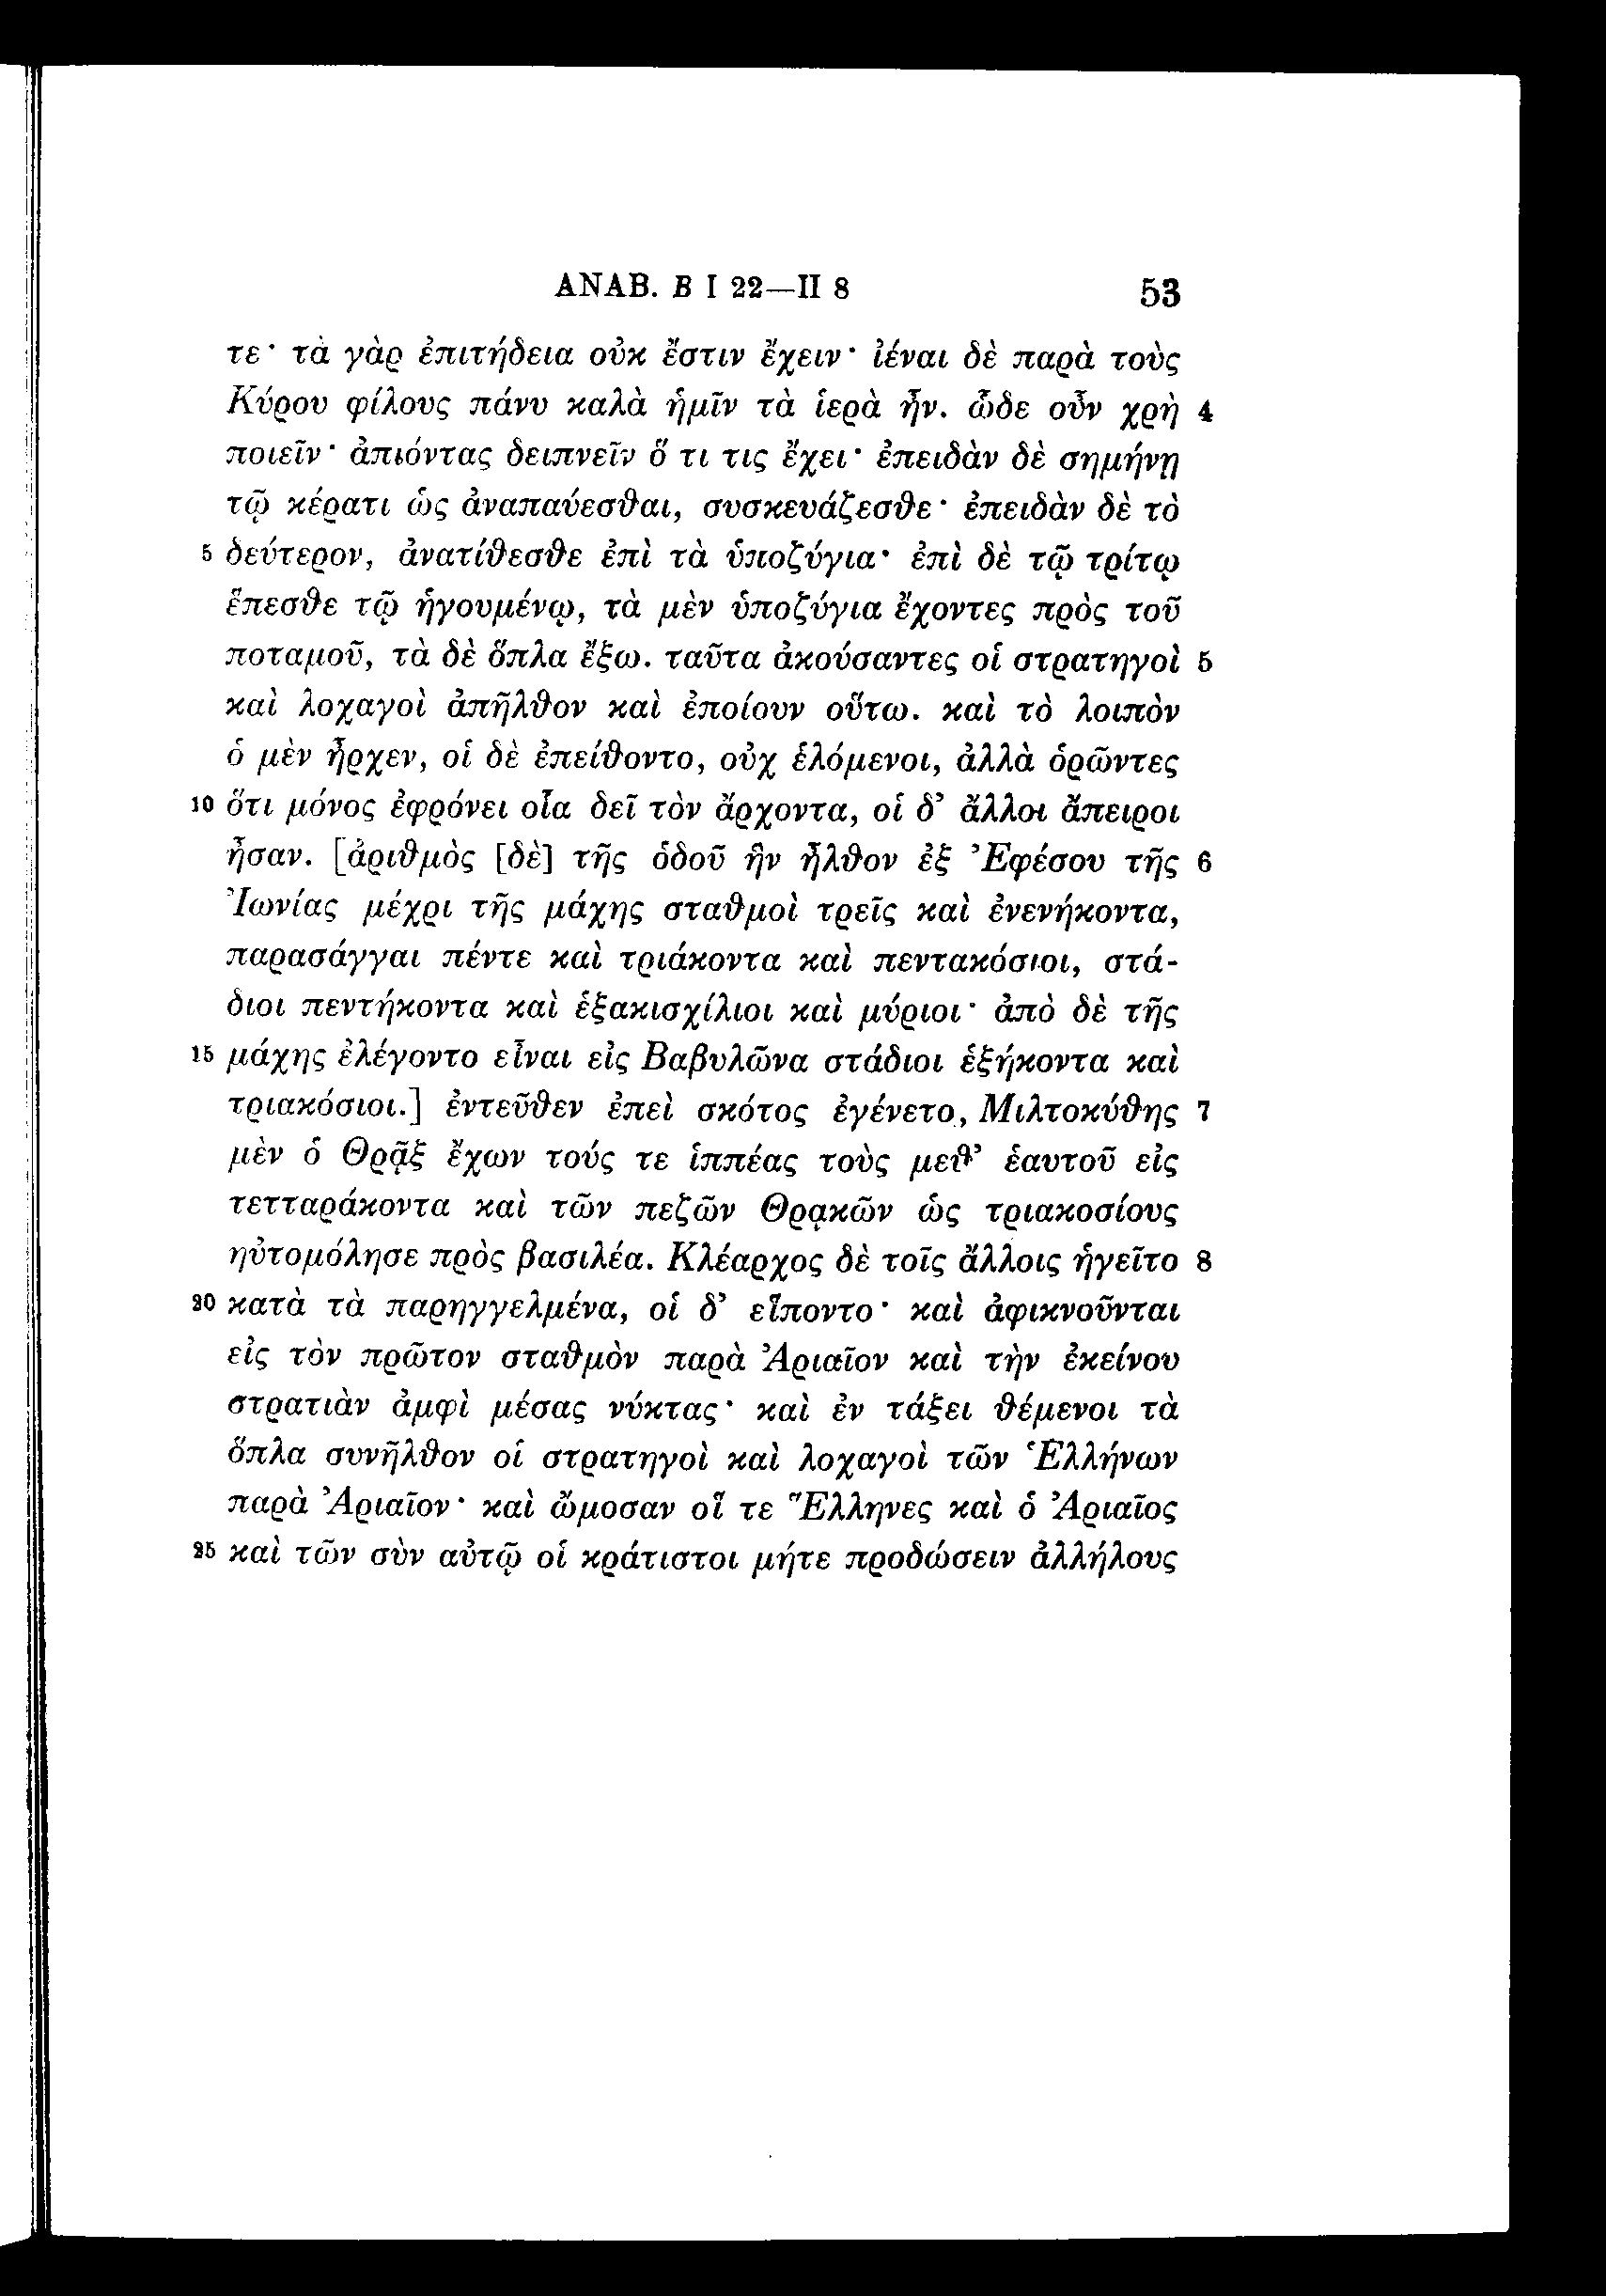 ΑΝΑΒ. Β I 22—II 8 53
τε· τὰ γὰρ ἐπιτήδεια οὐκ ἔστιν ἔχειν· ἰέναι δὲ παρὰ τοὺς
Κύρου φίλους πάνυ καλὰ ἡμῖν τὰ ἱερὰ ἦν. ὧδε οὖν χρὴ 4
ποιεῖν· ἀπιόντας δειπνεῖν ὅ τι τις ἔχει· ἐπειδὰν δὲ σημήνῃ
τῷ κέρατι ὡς ἀναπαύεσθαι, συσκευάζεσθε· ἐπειδὰν δὲ τὸ
5 δεύτερον, ἀνατίθεσθε ἐπὶ τὰ ὑποζύγια· ἐπὶ δὲ τῷ τρίτῳ
ἕπεσθε τῷ ἡγουμένῳ, τὰ μὲν ὑποζύγια ἔχοντες πρὸς τοῦ
ποταμοῦ, τὰ δὲ ὅπλα ἔξω. ταῦτα ἀκούσαντες οἱ στρατηγοὶ 5
καὶ λοχαγοὶ ἀπῆλθον καὶ ἐποίουν οὕτω. καὶ τὸ λοιπὸν
ὁ μὲν ἦρχεν, οἱ δὲ ἐπείθοντο, οὐχ ἑλόμενοι, ἀλλὰ ὁρῶντες
10 ὅτι μόνος ἐφρόνει οἷα δεῖ τὸν ἄρχοντα, οἱ δ' ἄλλοι ἄπειροι
ἦσαν. [ἀριθμὸς [δὲ] τῆς ὁδοῦ ἣν ἦλθον ἐξ Ἐφέσου τῆς 6
Ἰωνίας μέχρι τῆς μάχης σταθμοὶ τρεῖς καὶ ἐνενήκοντα,
παρασάγγαι πέντε καὶ τριάκοντα καὶ πεντακόσιοι, στά-
διοι πεντήκοντα καὶ ἑξακισχίλιοι καὶ μύριοι· ἀπὸ δὲ τῆς
15 μάχης ἐλέγοντο εἶναι εἰς Βαβυλῶνα στάδιοι ἑξήκοντα καὶ
τριακόσιοι.] ἐντεῦθεν ἐπεὶ σκότος ἐγένετο, Μιλτοκύθης 7
μὲν ὁ Θρᾷξ ἔχων τούς τε ἱππέας τοὺς μεθ' ἑαυτοῦ εἰς
τετταράκοντα καὶ τῶν πεζῶν Θρᾳκῶν ὡς τριακοσίους
ηὐτομόλησε πρὸς βασιλέα. Κλέαρχος δὲ τοῖς ἄλλοις ἡγεῖτο 8
20 κατὰ τὰ παρηγγελμένα, οἱ δ' εἵποντο· καὶ ἀφικνοῦνται
εἰς τὸν πρῶτον σταθμὸν παρὰ Ἀριαῖον καὶ τὴν ἐκείνου
στρατιὰν ἀμφὶ μέσας νύκτας· καὶ ἐν τάξει θέμενοι τὰ
ὅπλα συνῆλθον οἱ στρατηγοὶ καὶ λοχαγοὶ τῶν Ἑλλήνων
παρὰ Ἀριαῖον· καὶ ὤμοσαν οἵ τε Ἕλληνες καὶ ὁ Ἀριαῖος
25 καὶ τῶν σὺν αὐτῷ οἱ κράτιστοι μήτε προδώσειν ἀλλήλους